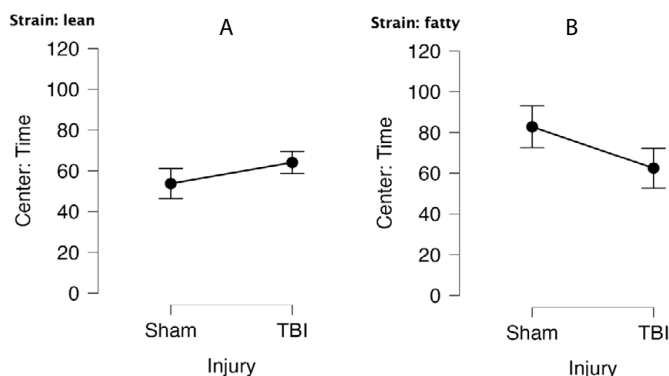 Strain: lean
A
120
100
80
60
40
20
0
Center: Time
Sham TBI
Injury
Strain: fatty
B
120
100
80
60
40
20
0
Center: Time
Sham TBI
Injury